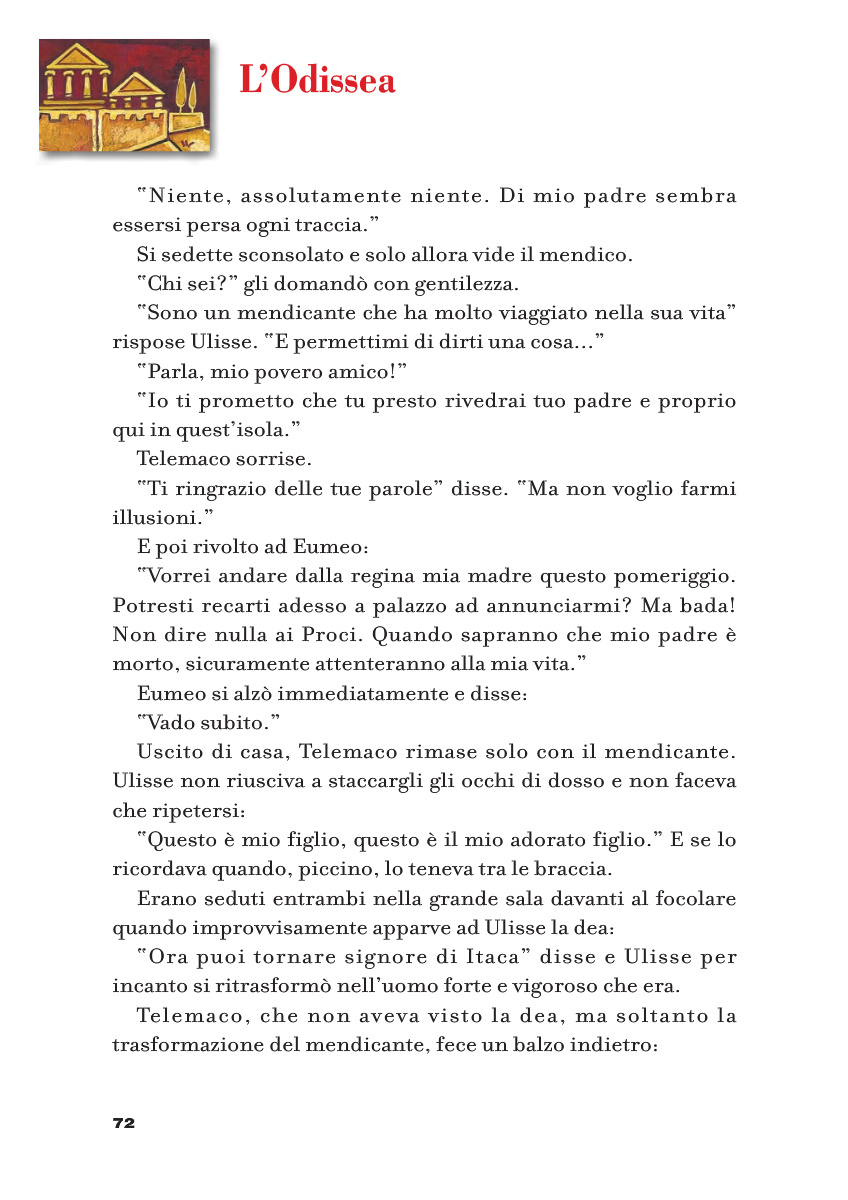 L’Odissea
“Niente, assolutamente niente. Di mio padre sembra
essersi persa ogni traccia.”
Si sedette sconsolato e solo allora vide il mendico.
“Chi sei?” gli domandò con gentilezza.
“Sono un mendicante che ha molto viaggiato nella sua vita”
rispose Ulisse. “E permettimi di dirti una cosa...”
“Parla, mio povero amico!”
“Io ti prometto che tu presto rivedrai tuo padre e proprio
qui in quest’isola.”
Telemaco sorrise.
“Ti ringrazio delle tue parole” disse. “Ma non voglio farmi
illusioni.”
E poi rivolto ad Eumeo:
“Vorrei andare dalla regina mia madre questo pomeriggio.
Potresti recarti adesso a palazzo ad annunciarmi? Ma bada!
Non dire nulla ai Proci. Quando sapranno che mio padre è
morto, sicuramente attenteranno alla mia vita.”
Eumeo si alzò immediatamente e disse:
“Vado subito.”
Uscito di casa, Telemaco rimase solo con il mendicante.
Ulisse non riusciva a staccargli gli occhi di dosso e non faceva
che ripetersi:
“Questo è mio figlio, questo è il mio adorato figlio.” E se lo
ricordava quando, piccino, lo teneva tra le braccia.
Erano seduti entrambi nella grande sala davanti al focolare
quando improvvisamente apparve ad Ulisse la dea:
“Ora puoi tornare signore di Itaca” disse e Ulisse per
incanto si ritrasformò nell’uomo forte e vigoroso che era.
Telemaco, che non aveva visto la dea, ma soltanto la
trasformazione del mendicante, fece un balzo indietro:
72